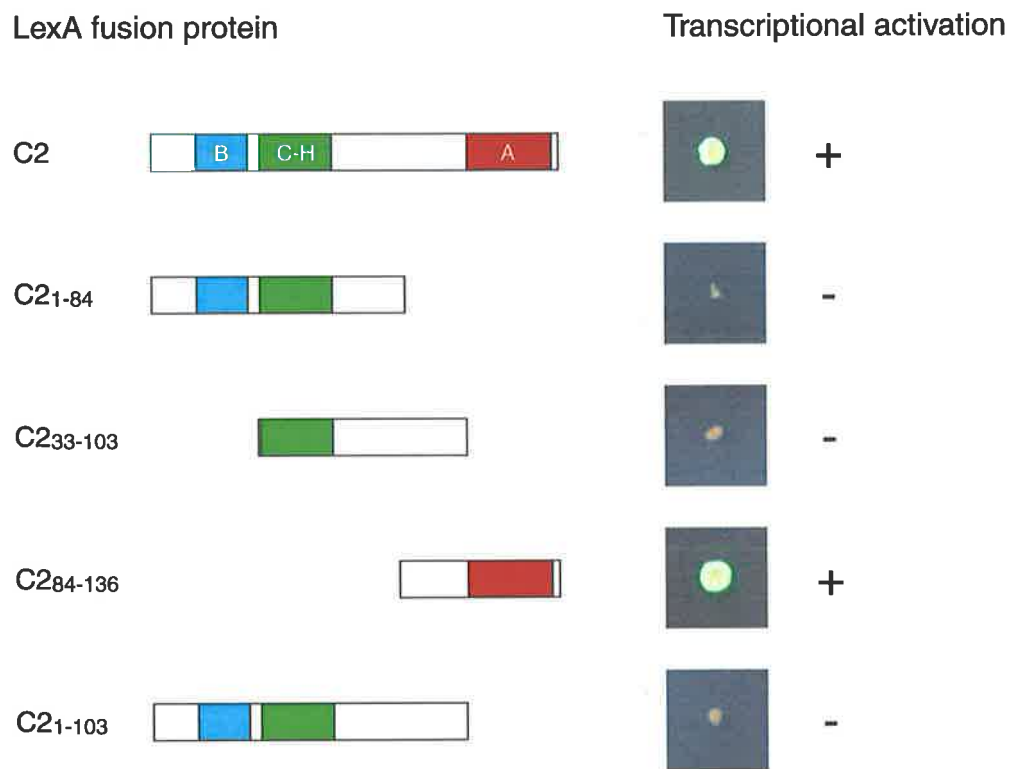 LexA fusion protein Transcriptional activation
C2 B C-H A +
C21-84 -
C233-103 -
C284-136 +
C21-103 -